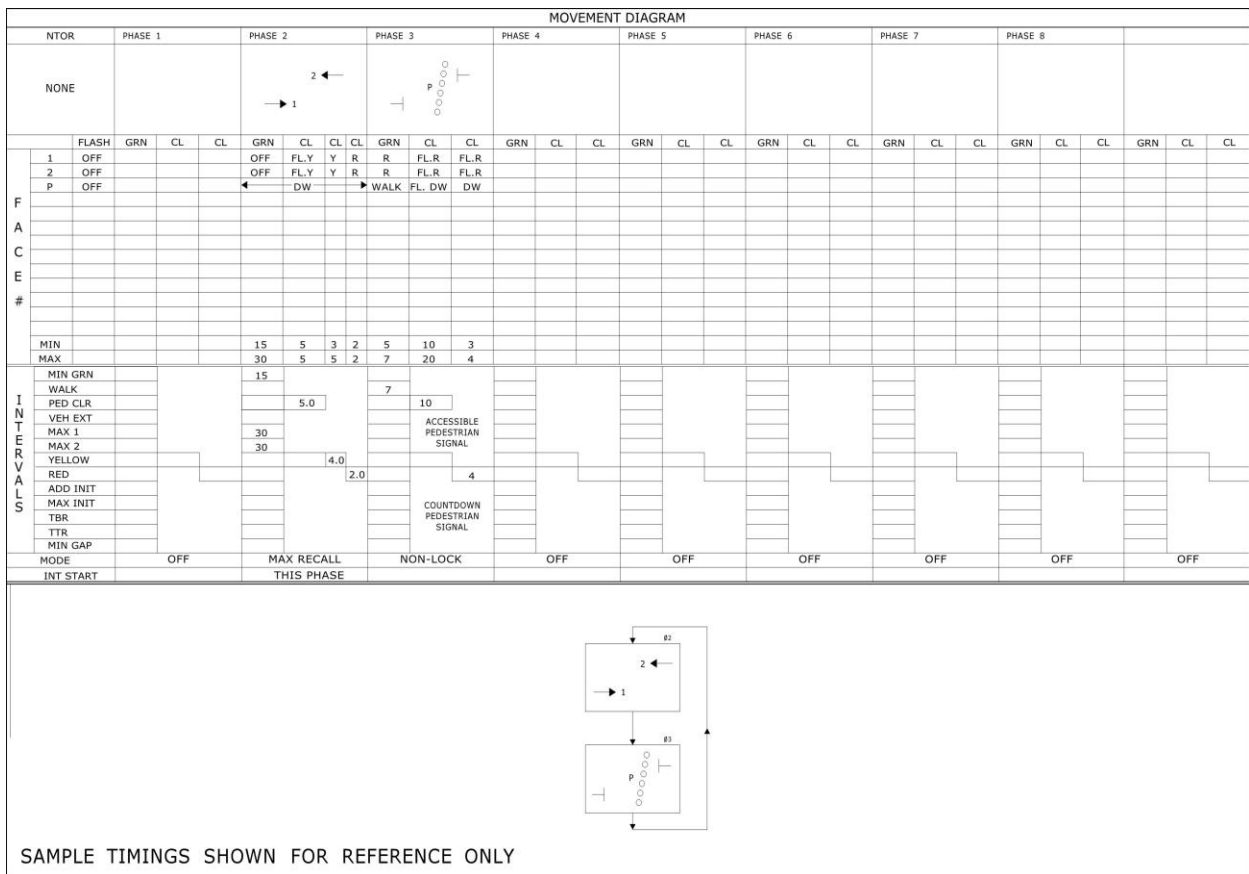 MOVEMENT DIAGRAM
NTOR PHASE 1 PHASE 2 PHASE 3 PHASE 4 PHASE 5 PHASE 6 PHASE 7 PHASE 8
NONE 2 1 P
FLASH GRN CL CL GRN CL CL CL GRN CL CL GRN CL CL GRN CL CL GRN CL CL GRN CL CL GRN CL CL GRN CL CL
1 OFF OFF FL.Y Y R R FL.R FL.R
2 OFF OFF FL.Y Y R R FL.R FL.R
P OFF DW WALK FL. DW DW
FACE #
MIN 15 5 3 2 5 10 3
MAX 30 5 5 2 7 20 4
INTERVALS
MIN GRN 15
WALK 7
PED CLR 5.0 10
VEH EXT
MAX 1 30
MAX 2 30
ACCESSIBLE
PEDESTRIAN
SIGNAL
YELLOW 4.0
RED 2.0 4
ADD INIT
MAX INIT
TBR
TTR
MIN GAP
COUNTDOWN
PEDESTRIAN
SIGNAL
MODE OFF MAX RECALL NON-LOCK OFF OFF OFF OFF OFF OFF
INT START THIS PHASE
Ø2
2
1
Ø3
P
SAMPLE TIMINGS SHOWN FOR REFERENCE ONLY